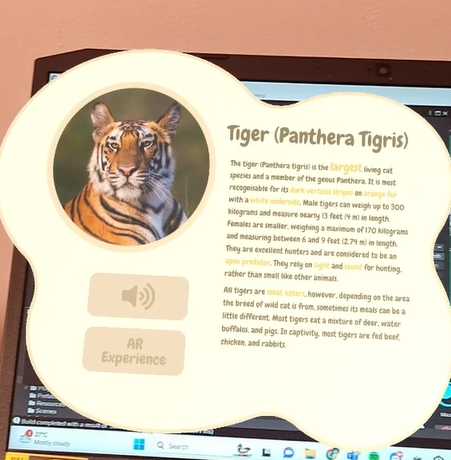 Tiger (Panthera Tigris)
The tiger (Panthera tigris) is the largest living cat
species and a member of the genus Panthera. It is most
recognisable for its dark vertical stripes on orange fur
with a white underside. Male tigers can weigh up to 300
kilograms and measure nearly 13 feet (4 m) in length.
Females are smaller, weighing a maximum of 170 kilograms
and measuring between 6 and 9 feet (2.74 m) in length.
They are excellent hunters and are considered to be an
apex predator. They rely on sight and sound for hunting,
rather than smell like other animals.
All tigers are meat eaters, however, depending on the area
the breed of wild cat is from, sometimes its meals can be a
little different. Most tigers eat a mixture of deer, water
buffalos, and pigs. In captivity, most tigers are fed beef,
chicken, and rabbits.
AR
Experience
Scenes
Build completed with a result of
27°C
Mostly cloudy
Search